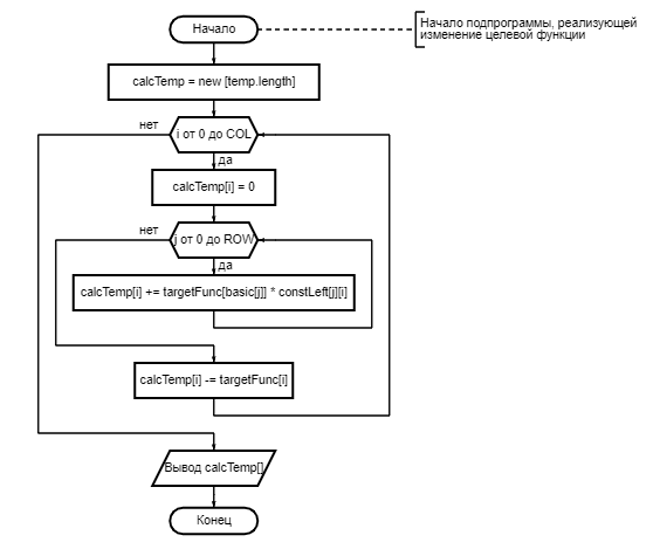 Начало
Начало подпрограммы, реализующей
изменение целевой функции
calcTemp = new [temp.length]
нет
i от 0 до COL
да
calcTemp[i] = 0
нет
j от 0 до ROW
да
calcTemp[i] += targetFunc[basic[j]] * constLeft[j][i]
calcTemp[i] -= targetFunc[i]
Вывод calcTemp[]
Конец